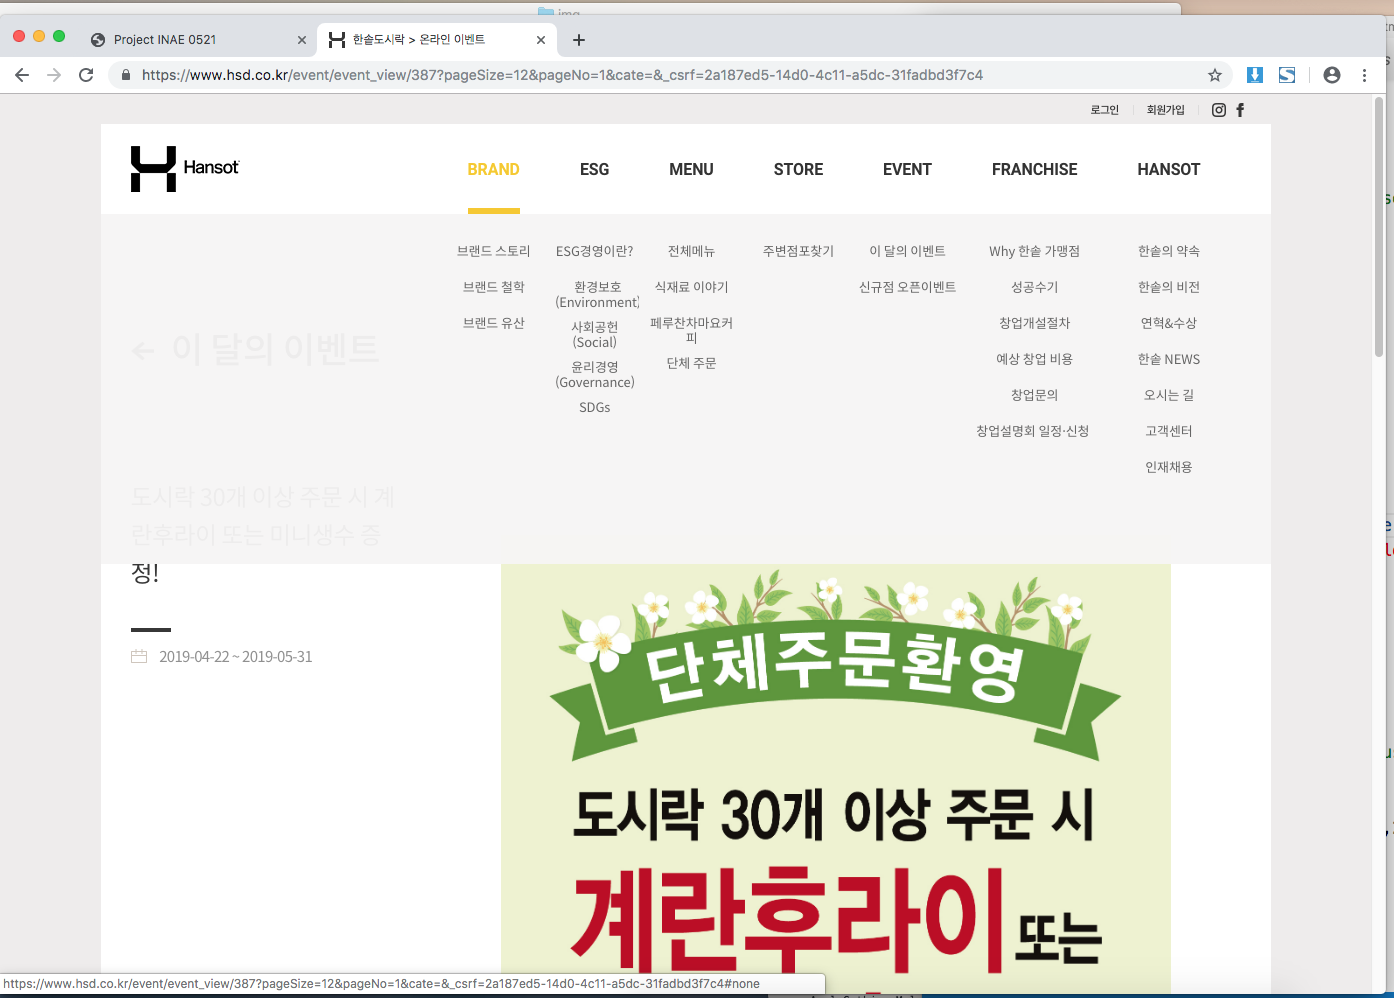 img
Project INAE 0521
한솥도시락 > 온라인 이벤트
https://www.hsd.co.kr/event/event_view/387?pageSize=12&pageNo=1&cate=&_csrf=2a187ed5-14d0-4c11-a5dc-31fadbd3f7c4
로그인 회원가입
Hansot
BRAND ESG MENU STORE EVENT FRANCHISE HANSOT
브랜드 스토리
브랜드 철학
브랜드 유산
ESG경영이란?
환경보호
(Environment)
사회공헌
(Social)
윤리경영
(Governance)
SDGs
전체메뉴
식재료 이야기
페루찬차마요커
피
단체 주문
주변점포찾기
이 달의 이벤트
신규점 오픈이벤트
Why 한솥 가맹점
성공수기
창업개설절차
예상 창업 비용
창업문의
창업설명회 일정·신청
한솥의 약속
한솥의 비전
연혁&수상
한솥 NEWS
오시는 길
고객센터
인재채용
이 달의 이벤트
도시락 30개 이상 주문 시 계
란후라이 또는 미니생수 증
정!
2019-04-22 ~ 2019-05-31
단체주문환영
도시락 30개 이상 주문 시
계란후라이 또는
https://www.hsd.co.kr/event/event_view/387?pageSize=12&pageNo=1&cate=&_csrf=2a187ed5-14d0-4c11-a5dc-31fadbd3f7c4#none